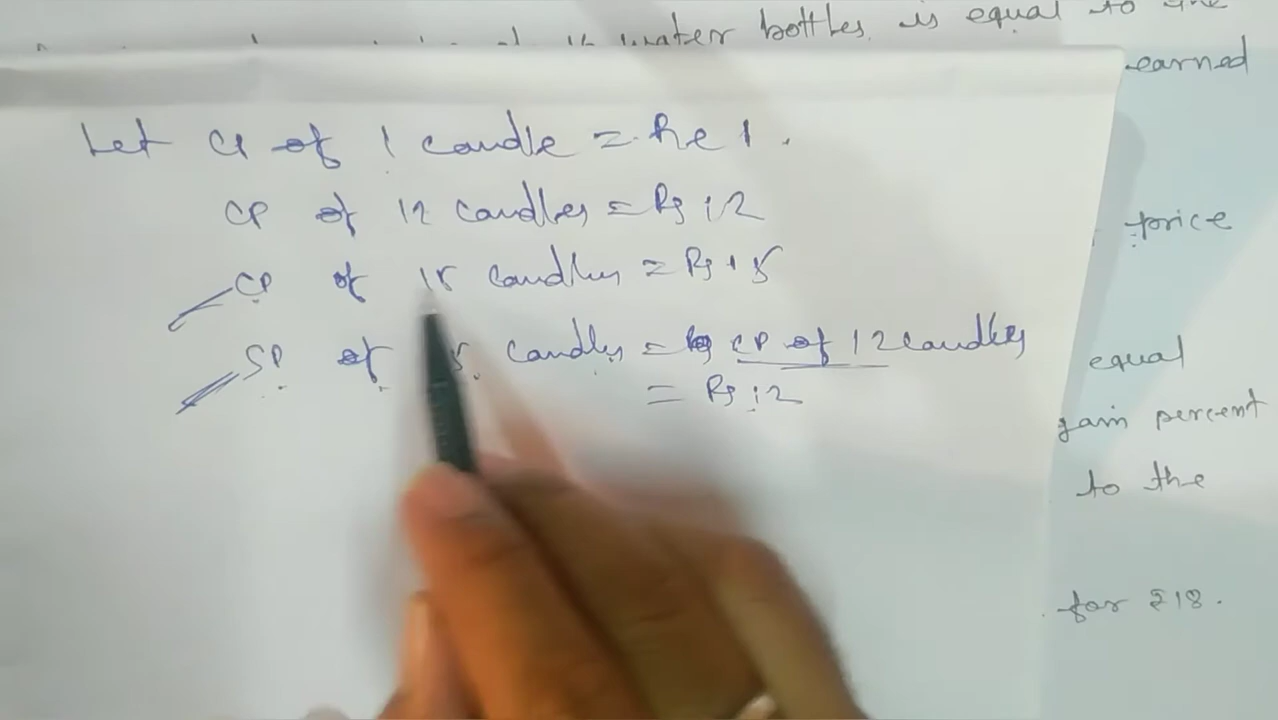 water bottles is equal to the
earned
Let CP of 1 candle = Re 1.
CP of 12 candles = Rs 12
price
CP of 15 candles = Rs 15
SP of candles = CP of 12 candles
equal
= Rs 12
gain percent
to the
for ₹18.